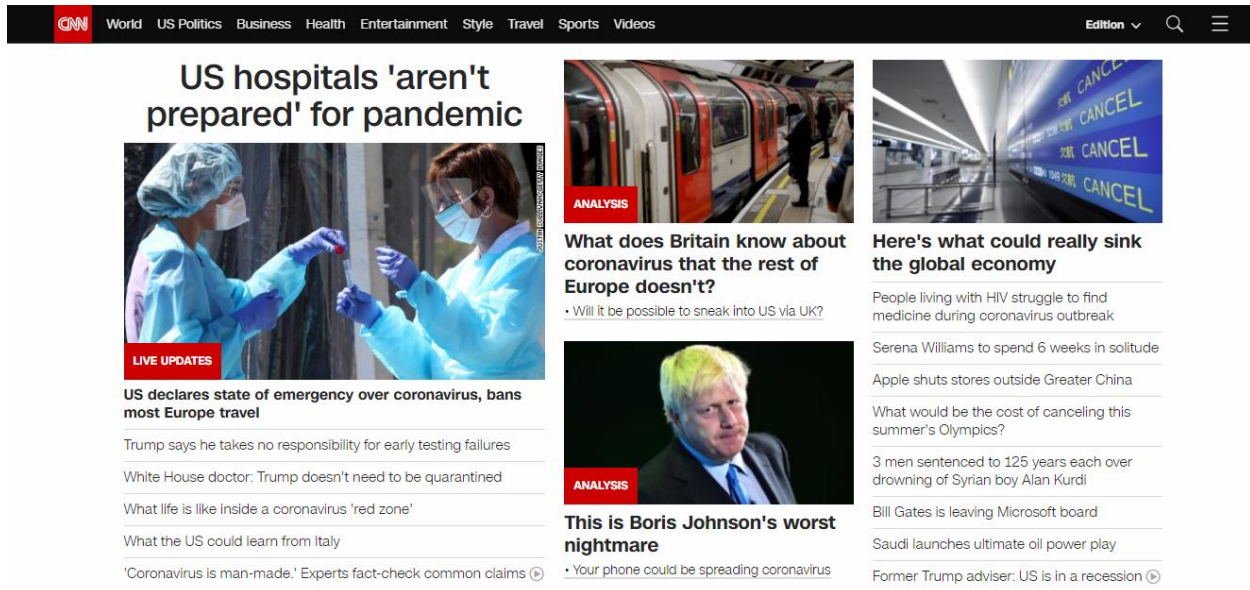 CNN World US Politics Business Health Entertainment Style Travel Sports Videos Edition
US hospitals 'aren't
prepared' for pandemic
JUSTIN SULLIVAN/GETTY IMAGES
LIVE UPDATES
US declares state of emergency over coronavirus, bans
most Europe travel
Trump says he takes no responsibility for early testing failures
White House doctor: Trump doesn't need to be quarantined
What life is like inside a coronavirus 'red zone'
What the US could learn from Italy
'Coronavirus is man-made.' Experts fact-check common claims
ANALYSIS
What does Britain know about
coronavirus that the rest of
Europe doesn't?
• Will it be possible to sneak into US via UK?
ANALYSIS
This is Boris Johnson's worst
nightmare
• Your phone could be spreading coronavirus
CANCEL
CANCEL
CANCEL
CANCEL
Here's what could really sink
the global economy
People living with HIV struggle to find
medicine during coronavirus outbreak
Serena Williams to spend 6 weeks in solitude
Apple shuts stores outside Greater China
What would be the cost of canceling this
summer's Olympics?
3 men sentenced to 125 years each over
drowning of Syrian boy Alan Kurdi
Bill Gates is leaving Microsoft board
Saudi launches ultimate oil power play
Former Trump adviser: US is in a recession